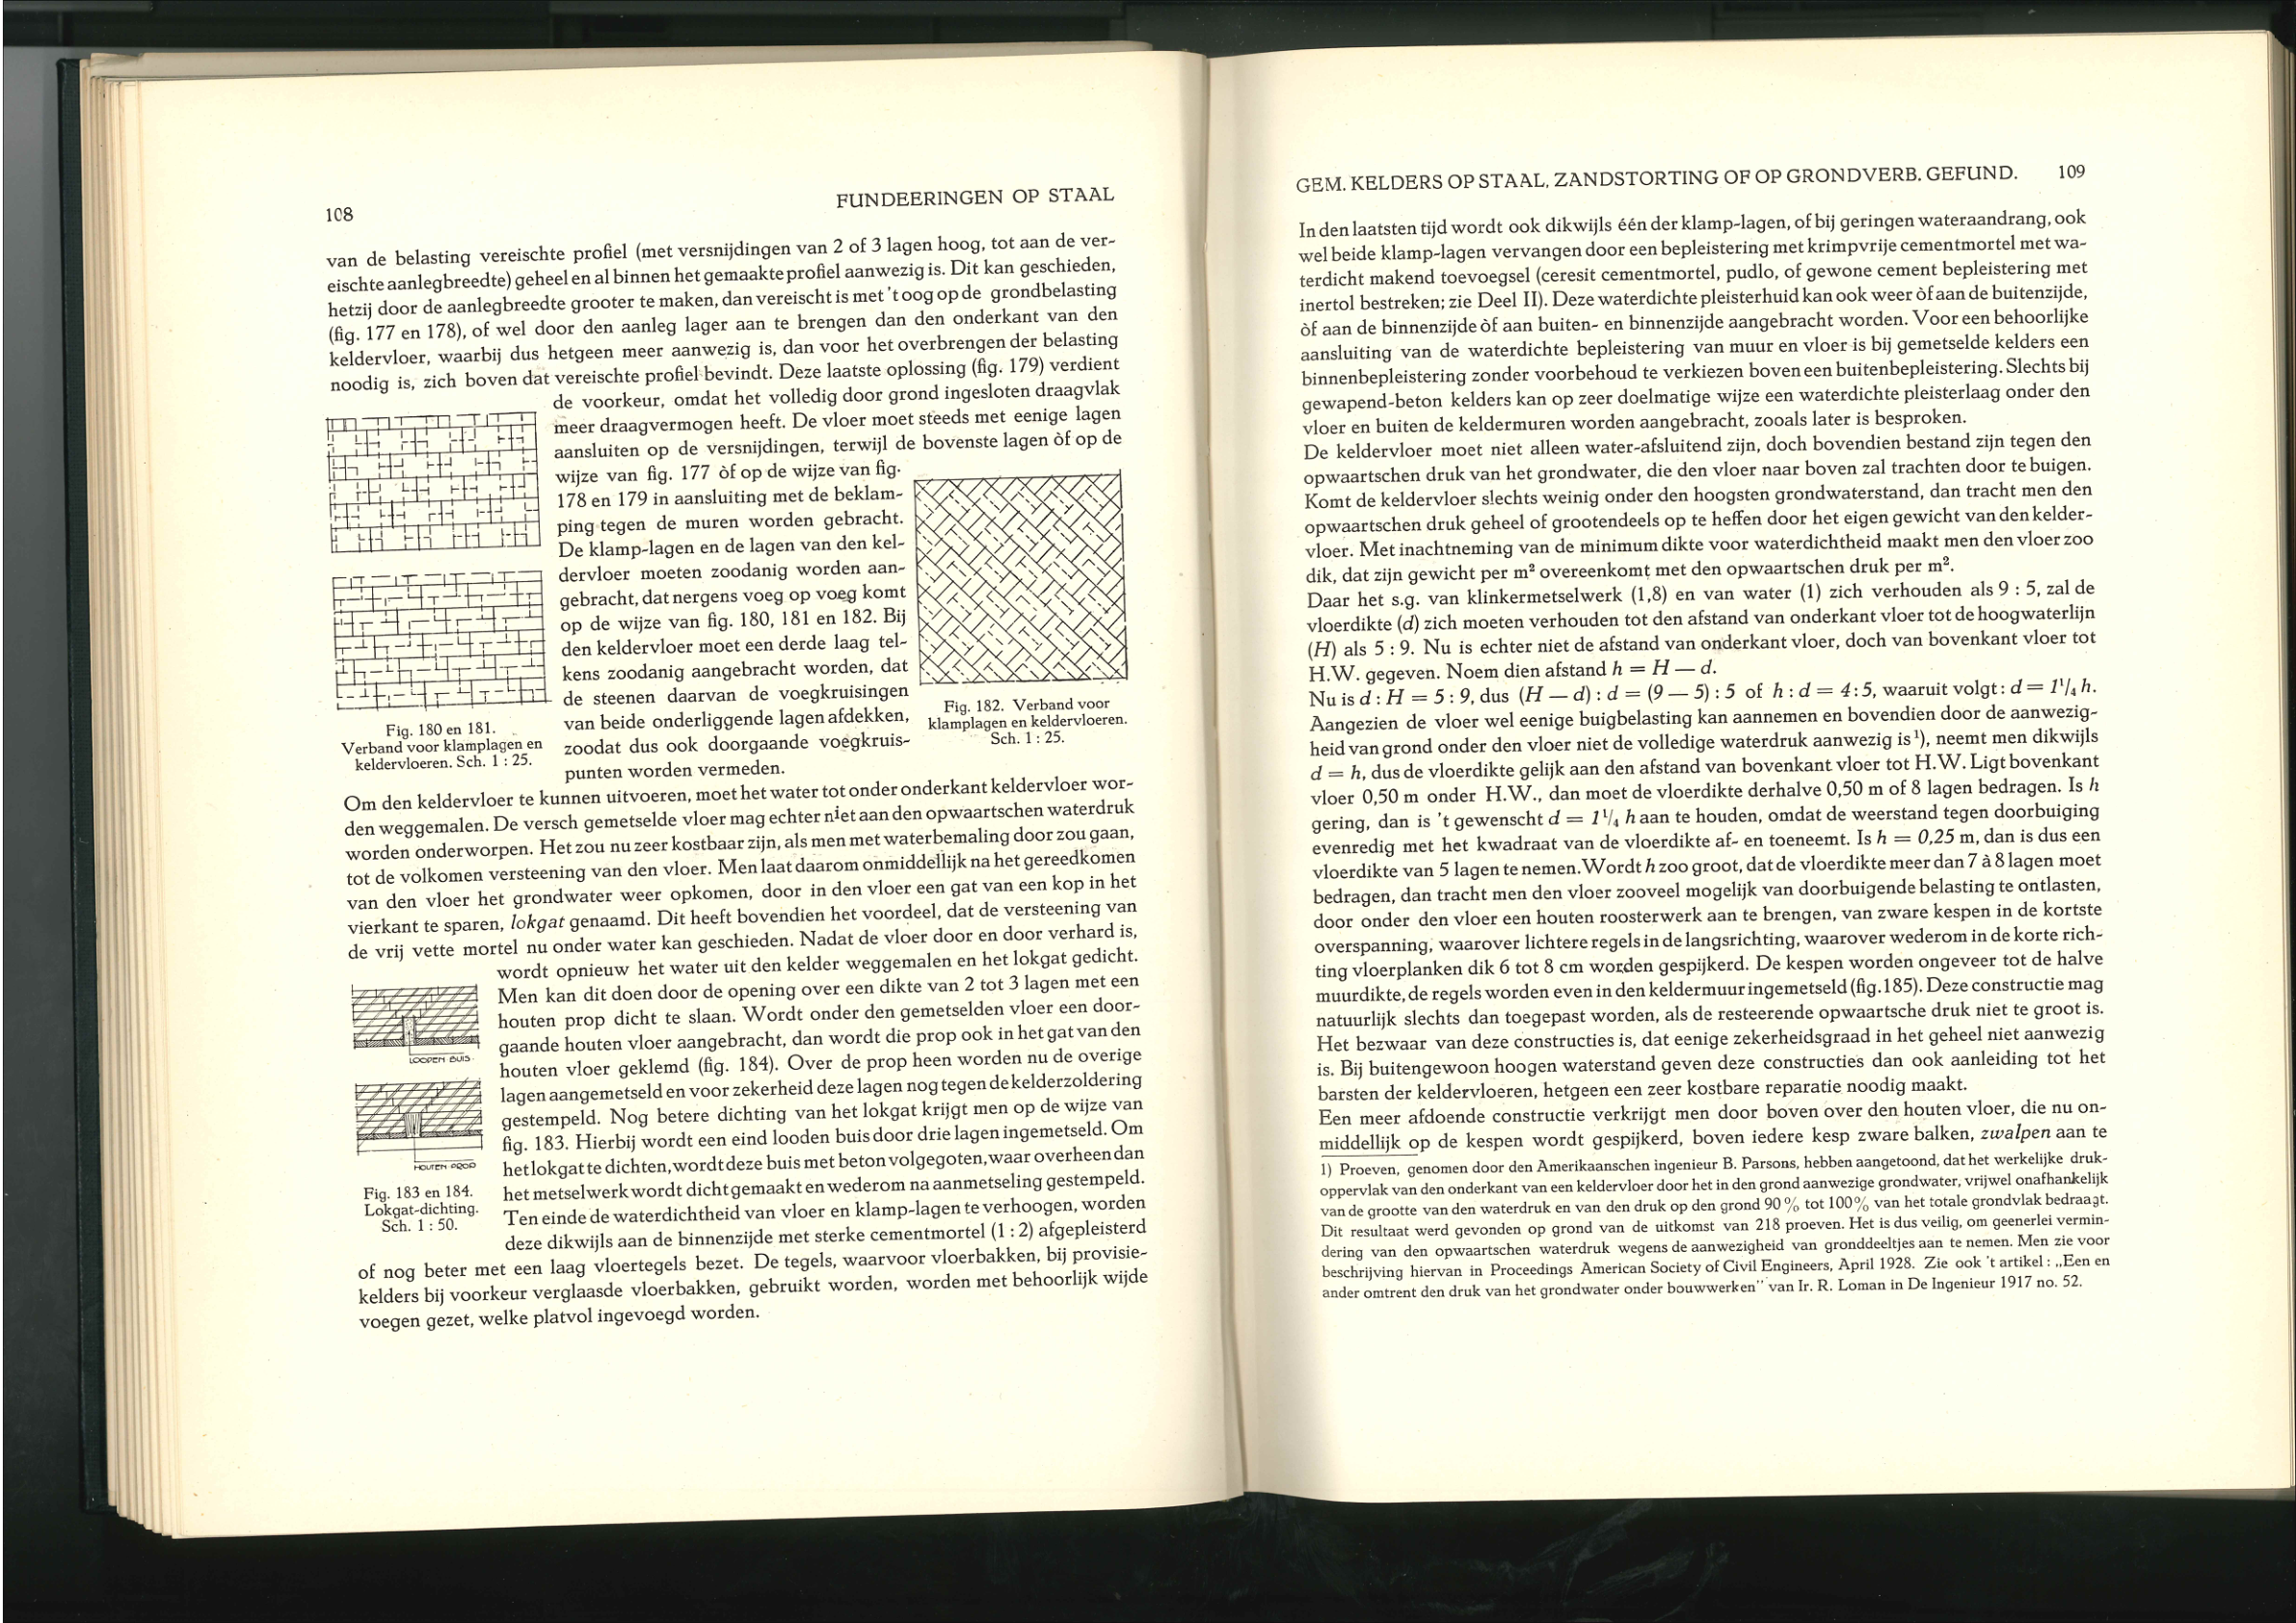 108
FUNDEERINGEN OP STAAL
van de belasting vereischte profiel (met versnijdingen van 2 of 3 lagen hoog, tot aan de ver-
eischte aanlegbreedte) geheel en al binnen het gemaakte profiel aanwezig is. Dit kan geschieden,
hetzij door de aanlegbreedte grooter te maken, dan vereischt is met 't oog op de grondbelasting
(fig. 177 en 178), of wel door den aanleg lager aan te brengen dan den onderkant van den
keldervloer, waarbij dus hetgeen meer aanwezig is, dan voor het overbrengen der belasting
noodig is, zich boven dat vereischte profiel bevindt. Deze laatste oplossing (fig. 179) verdient
de voorkeur, omdat het volledig door grond ingesloten draagvlak
meer draagvermogen heeft. De vloer moet steeds met eenige lagen
aansluiten op de versnijdingen, terwijl de bovenste lagen òf op de
wijze van fig. 177 òf op de wijze van fig.
178 en 179 in aansluiting met de beklam-
ping tegen de muren worden gebracht.
De klamp-lagen en de lagen van den kel-
dervloer moeten zoodanig worden aan-
gebracht, dat nergens voeg op voeg komt
op de wijze van fig. 180, 181 en 182. Bij
den keldervloer moet een derde laag tel-
kens zoodanig aangebracht worden, dat
de steenen daarvan de voegkruisingen
van beide onderliggende lagen afdekken,
zoodat dus ook doorgaande voegkruis-
punten worden vermeden.
Fig. 180 en 181.
Verband voor klamplagen en
keldervloeren. Sch. 1 : 25.
Fig. 182. Verband voor
klamplagen en keldervloeren.
Sch. 1 : 25.
Om den keldervloer te kunnen uitvoeren, moet het water tot onder onderkant keldervloer wor-
den weggemalen. De versch gemetselde vloer mag echter niet aan den opwaartschen waterdruk
worden onderworpen. Het zou nu zeer kostbaar zijn, als men met waterbemaling door zou gaan,
tot de volkomen versteening van den vloer. Men laat daarom onmiddellijk na het gereedkomen
van den vloer het grondwater weer opkomen, door in den vloer een gat van een kop in het
vierkant te sparen, lokgat genaamd. Dit heeft bovendien het voordeel, dat de versteening van
de vrij vette mortel nu onder water kan geschieden. Nadat de vloer door en door verhard is,
wordt opnieuw het water uit den kelder weggemalen en het lokgat gedicht.
Men kan dit doen door de opening over een dikte van 2 tot 3 lagen met een
houten prop dicht te slaan. Wordt onder den gemetselden vloer een door-
gaande houten vloer aangebracht, dan wordt die prop ook in het gat van den
houten vloer geklemd (fig. 184). Over de prop heen worden nu de overige
lagen aangemetseld en voor zekerheid deze lagen nog tegen de kelderzoldering
gestempeld. Nog betere dichting van het lokgat krijgt men op de wijze van
fig. 183. Hierbij wordt een eind looden buis door drie lagen ingemetseld. Om
het lokgat te dichten, wordt deze buis met beton volgegoten, waar overheen dan
het metselwerk wordt dicht gemaakt en wederom na aanmetseling gestempeld.
Ten einde de waterdichtheid van vloer en klamp-lagen te verhoogen, worden
deze dikwijls aan de binnenzijde met sterke cementmortel (1 : 2) afgepleisterd
of nog beter met een laag vloertegels bezet. De tegels, waarvoor vloerbakken, bij provisie-
kelders bij voorkeur verglaasde vloerbakken, gebruikt worden, worden met behoorlijk wijde
voegen gezet, welke platvol ingevoegd worden.
LOODEN BUIS.
HOUTEN PROP
Fig. 183 en 184.
Lokgat-dichting.
Sch. 1 : 50.
GEM. KELDERS OP STAAL, ZANDSTORTING OF OP GRONDVERB. GEFUND. 109
In den laatsten tijd wordt ook dikwijls één der klamp-lagen, of bij geringen wateraandrang, ook
wel beide klamp-lagen vervangen door een bepleistering met krimpvrije cementmortel met wa-
terdicht makend toevoegsel (ceresit cementmortel, pudlo, of gewone cement bepleistering met
inertol bestreken; zie Deel II). Deze waterdichte pleisterhuid kan ook weer òf aan de buitenzijde,
òf aan de binnenzijde òf aan buiten- en binnenzijde aangebracht worden. Voor een behoorlijke
aansluiting van de waterdichte bepleistering van muur en vloer is bij gemetselde kelders een
binnenbepleistering zonder voorbehoud te verkiezen boven een buitenbepleistering. Slechts bij
gewapend-beton kelders kan op zeer doelmatige wijze een waterdichte pleisterlaag onder den
vloer en buiten de keldermuren worden aangebracht, zooals later is besproken.
De keldervloer moet niet alleen water-afsluitend zijn, doch bovendien bestand zijn tegen den
opwaartschen druk van het grondwater, die den vloer naar boven zal trachten door te buigen.
Komt de keldervloer slechts weinig onder den hoogsten grondwaterstand, dan tracht men den
opwaartschen druk geheel of grootendeels op te heffen door het eigen gewicht van den kelder-
vloer. Met inachtneming van de minimum dikte voor waterdichtheid maakt men den vloer zoo
dik, dat zijn gewicht per m² overeenkomt met den opwaartschen druk per m².
Daar het s.g. van klinkermetselwerk (1,8) en van water (1) zich verhouden als 9 : 5, zal de
vloerdikte (d) zich moeten verhouden tot den afstand van onderkant vloer tot de hoogwaterlijn
(H) als 5 : 9. Nu is echter niet de afstand van onderkant vloer, doch van bovenkant vloer tot
H.W. gegeven. Noem dien afstand h = H — d.
Nu is d : H = 5 : 9, dus (H — d) : d = (9 — 5) : 5 of h : d = 4 : 5, waaruit volgt: d = 1¹/₄ h.
Aangezien de vloer wel eenige buigbelasting kan aannemen en bovendien door de aanwezig-
heid van grond onder den vloer niet de volledige waterdruk aanwezig is ¹), neemt men dikwijls
d = h, dus de vloerdikte gelijk aan den afstand van bovenkant vloer tot H.W. Ligt bovenkant
vloer 0,50 m onder H.W., dan moet de vloerdikte derhalve 0,50 m of 8 lagen bedragen. Is h
gering, dan is 't gewenscht d = 1¹/₄ h aan te houden, omdat de weerstand tegen doorbuiging
evenredig met het kwadraat van de vloerdikte af- en toeneemt. Is h = 0,25 m, dan is dus een
vloerdikte van 5 lagen te nemen. Wordt h zoo groot, dat de vloerdikte meer dan 7 à 8 lagen moet
bedragen, dan tracht men den vloer zooveel mogelijk van doorbuigende belasting te ontlasten,
door onder den vloer een houten roosterwerk aan te brengen, van zware kespen in de kortste
overspanning, waarover lichtere regels in de langsrichting, waarover wederom in de korte rich-
ting vloerplanken dik 6 tot 8 cm worden gespijkerd. De kespen worden ongeveer tot de halve
muurdikte, de regels worden even in den keldermuur ingemetseld (fig. 185). Deze constructie mag
natuurlijk slechts dan toegepast worden, als de resteerende opwaartsche druk niet te groot is.
Het bezwaar van deze constructies is, dat eenige zekerheidsgraad in het geheel niet aanwezig
is. Bij buitengewoon hoogen waterstand geven deze constructies dan ook aanleiding tot het
barsten der keldervloeren, hetgeen een zeer kostbare reparatie noodig maakt.
Een meer afdoende constructie verkrijgt men door boven over den houten vloer, die nu on-
middellijk op de kespen wordt gespijkerd, boven iedere kesp zware balken, zwalpen aan te
1) Proeven, genomen door den Amerikaanschen ingenieur B. Parsons, hebben aangetoond, dat het werkelijke druk-
oppervlak van den onderkant van een keldervloer door het in den grond aanwezige grondwater, vrijwel onafhankelijk
van de grootte van den waterdruk en van den druk op den grond 90 % tot 100% van het totale grondvlak bedraagt.
Dit resultaat werd gevonden op grond van de uitkomst van 218 proeven. Het is dus veilig, om geenerlei vermin-
dering van den opwaartschen waterdruk wegens de aanwezigheid van gronddeeltjes aan te nemen. Men zie voor
beschrijving hiervan in Proceedings American Society of Civil Engineers, April 1928. Zie ook 't artikel : „Een en
ander omtrent den druk van het grondwater onder bouwwerken" van Ir. R. Loman in De Ingenieur 1917 no. 52.